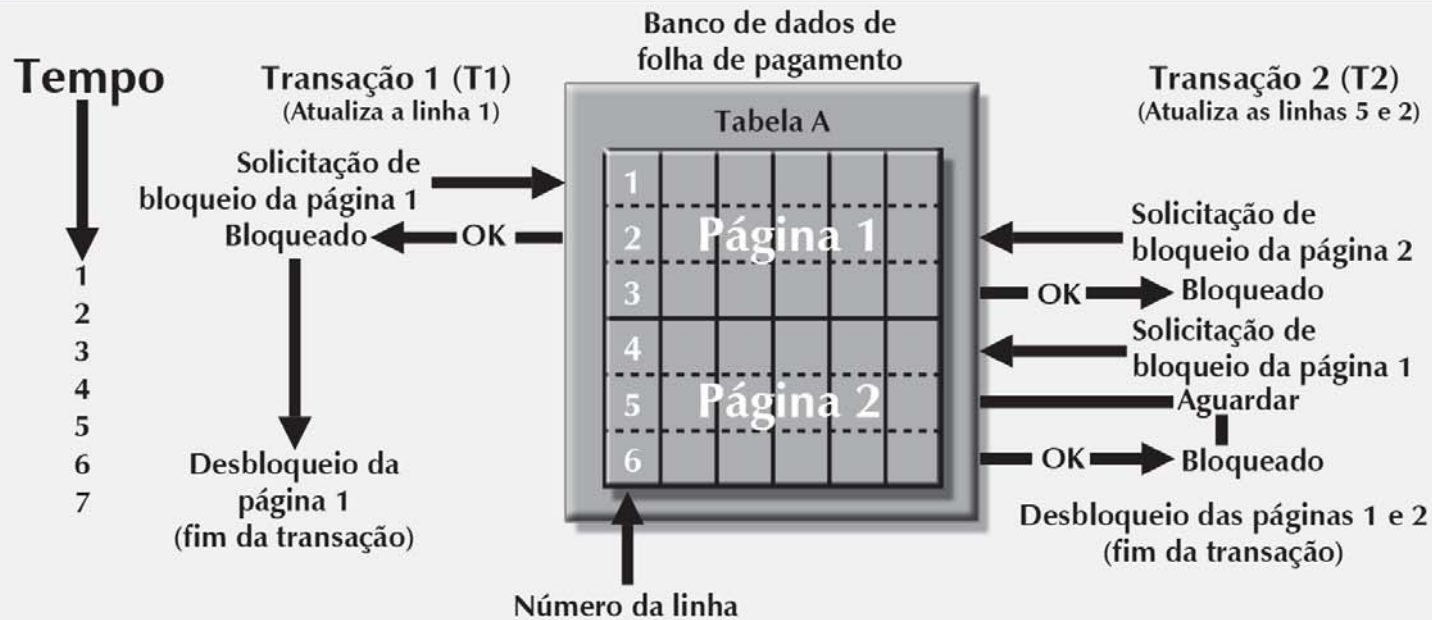 Banco de dados de
folha de pagamento
Tempo
Transação 1 (T1)
(Atualiza a linha 1)
Transação 2 (T2)
(Atualiza as linhas 5 e 2)
Tabela A
Solicitação de
bloqueio da página 1
Bloqueado
OK
1
2
3
4
5
6
7
Desbloqueio da
página 1
(fim da transação)
1
2
3
4
5
6
Página 1
Página 2
Solicitação de
bloqueio da página 2
OK
Bloqueado
Solicitação de
bloqueio da página 1
Aguardar
OK
Bloqueado
Desbloqueio das páginas 1 e 2
(fim da transação)
Número da linha